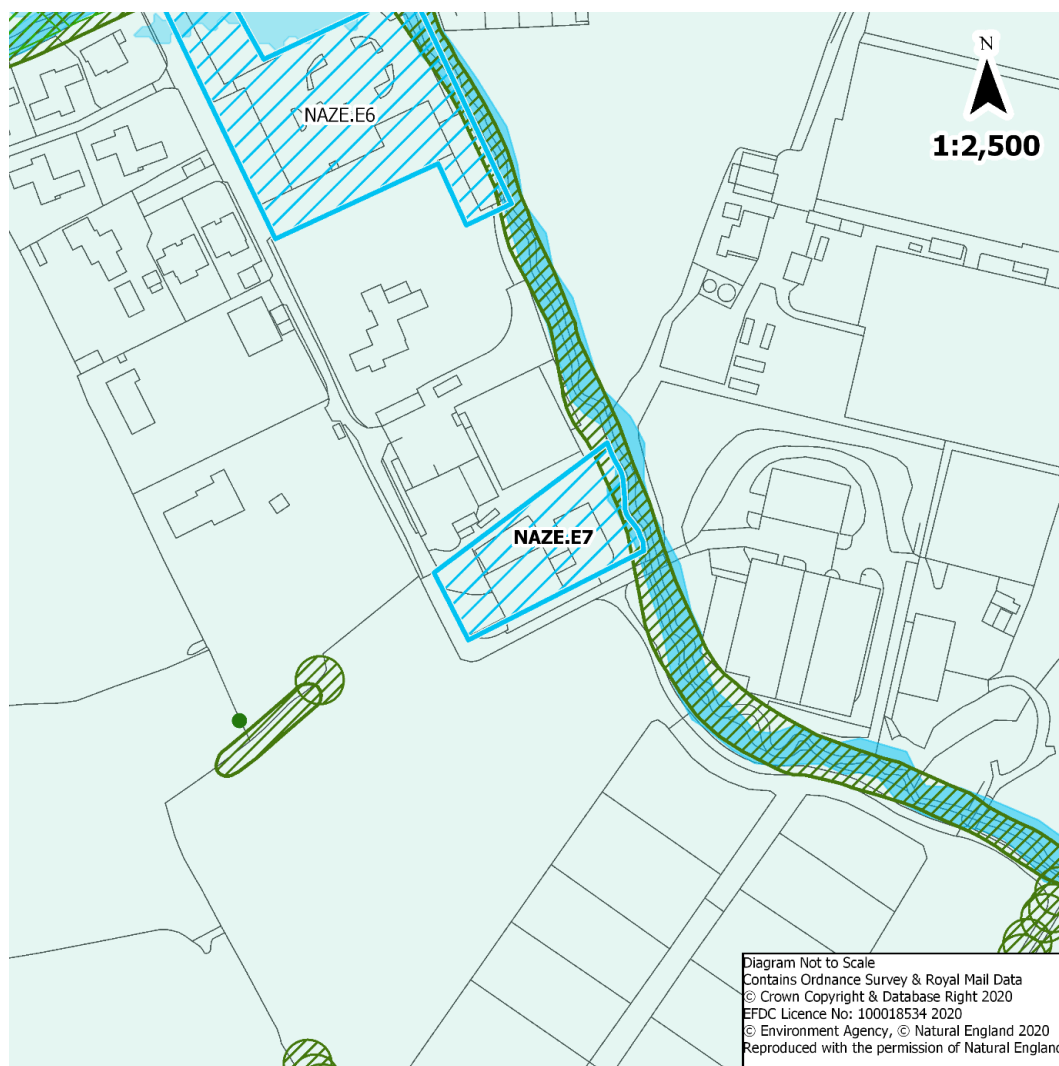 N
1:2,500
NAZE.E6
NAZE.E7
Diagram Not to Scale
Contains Ordnance Survey & Royal Mail Data
© Crown Copyright & Database Right 2020
EFDC Licence No: 100018534 2020
© Environment Agency, © Natural England 2020
Reproduced with the permission of Natural England